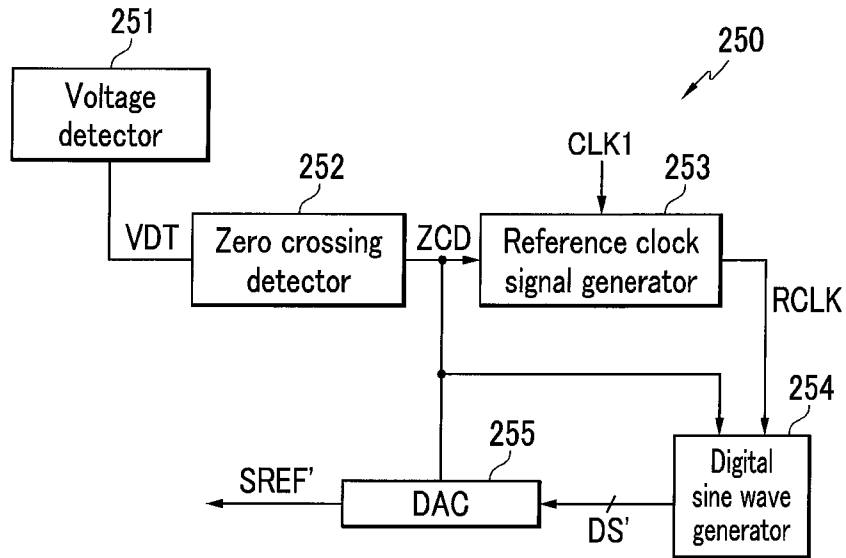 251
250
Voltage
detector
CLK1
252
253
VDT
Zero crossing
detector
ZCD
Reference clock
signal generator
RCLK
254
255
SREF'
DAC
DS'
Digital
sine wave
generator